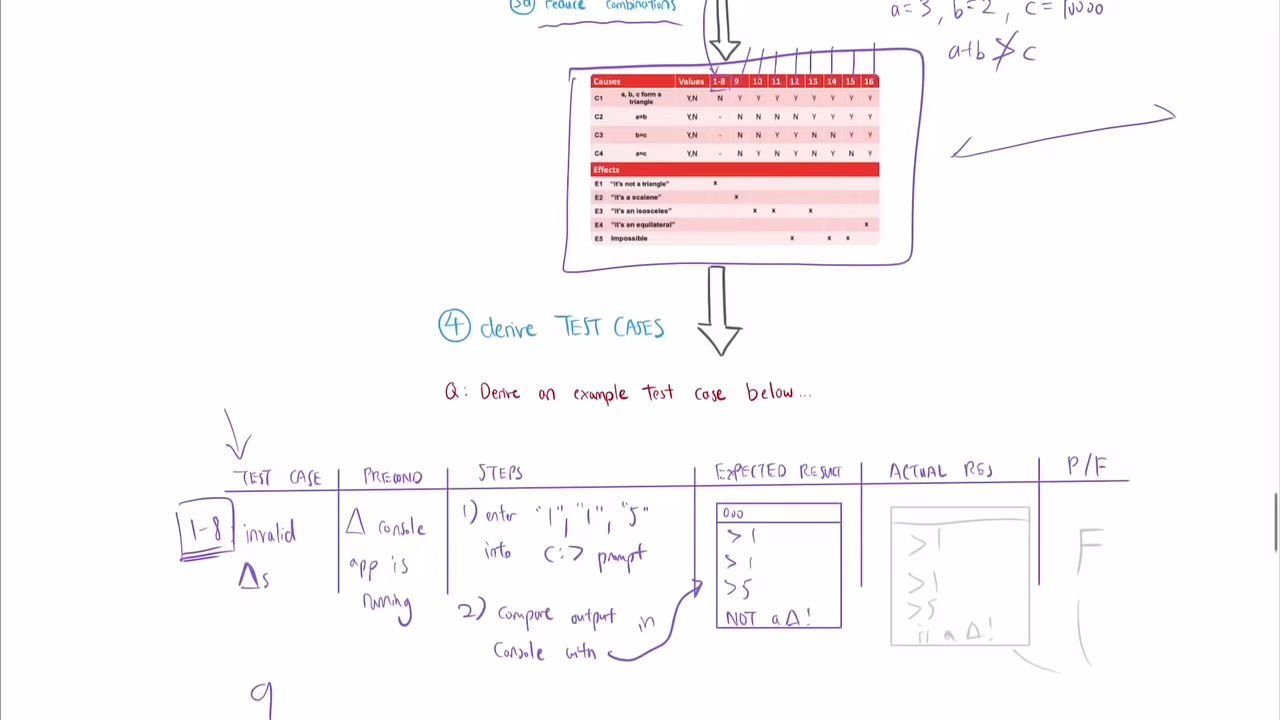 3a reduce combinations
a=3, b=2, c=10000
a+b > c
Causes Values 1-8 9 10 11 12 13 14 15 16
C1 a, b, c form a triangle Y,N N Y Y Y Y Y Y Y Y
C2 a=b Y,N - N N N N Y Y Y Y
C3 b=c Y,N - N N Y Y N N Y Y
C4 a=c Y,N - N Y N Y N Y N Y
Effects
E1 "it's not a triangle" x
E2 "it's a scalene" x
E3 "it's an isosceles" x x x
E4 "it's an equilateral" x
E5 Impossible x x x
4 derive TEST CASES
Q: Derive an example test case below...
TEST CASE PRECOND STEPS EXPECTED RESULT ACTUAL RES P/F
1-8 invalid Δs
Δ console
app is
running
1) enter "1", "1", "5"
into C:> prompt
2) Compare output in
Console with
>1
>1
>5
NOT a Δ!
>1
>1
>5
is a Δ!
F
9